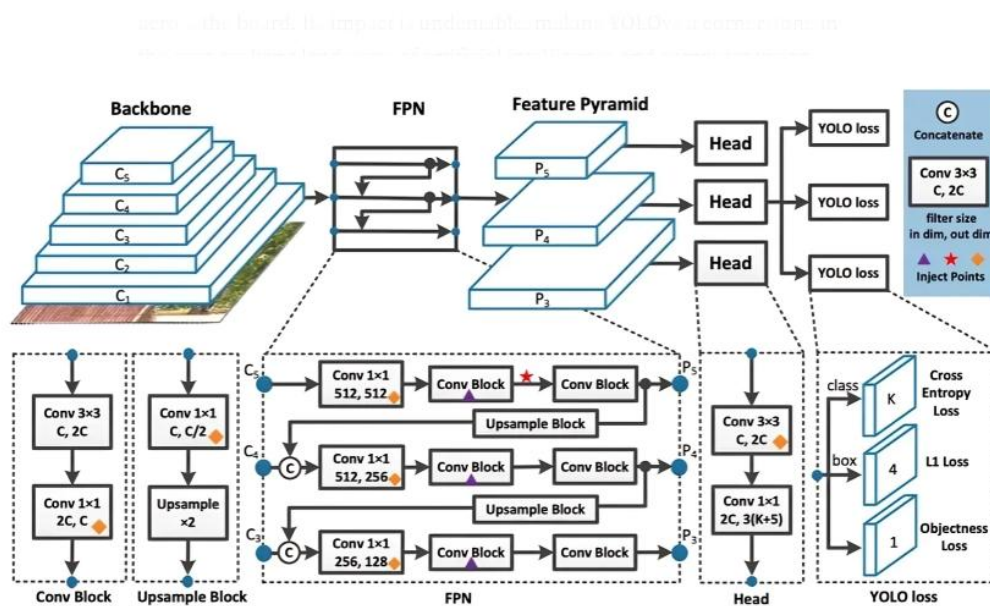 Backbone
FPN
Feature Pyramid
C5
C4
C3
C2
C1
P5
P4
P3
Head
Head
Head
YOLO loss
YOLO loss
YOLO loss
C
Concatenate
Conv 3×3
C, 2C
filter size
in dim, out dim
Inject Points
Conv 3×3
C, 2C
Conv 1×1
2C, C
Conv Block
Conv 1×1
C, C/2
Upsample
×2
Upsample Block
C5
Conv 1×1
512, 512
Conv Block
Conv Block
P5
Upsample Block
C4
C
Conv 1×1
512, 256
Conv Block
Conv Block
P4
Upsample Block
C3
C
Conv 1×1
256, 128
Conv Block
Conv Block
P3
FPN
Conv 3×3
C, 2C
Conv 1×1
2C, 3(K+5)
Head
class
K
Cross
Entropy
Loss
box
4
L1 Loss
1
Objectness
Loss
YOLO loss